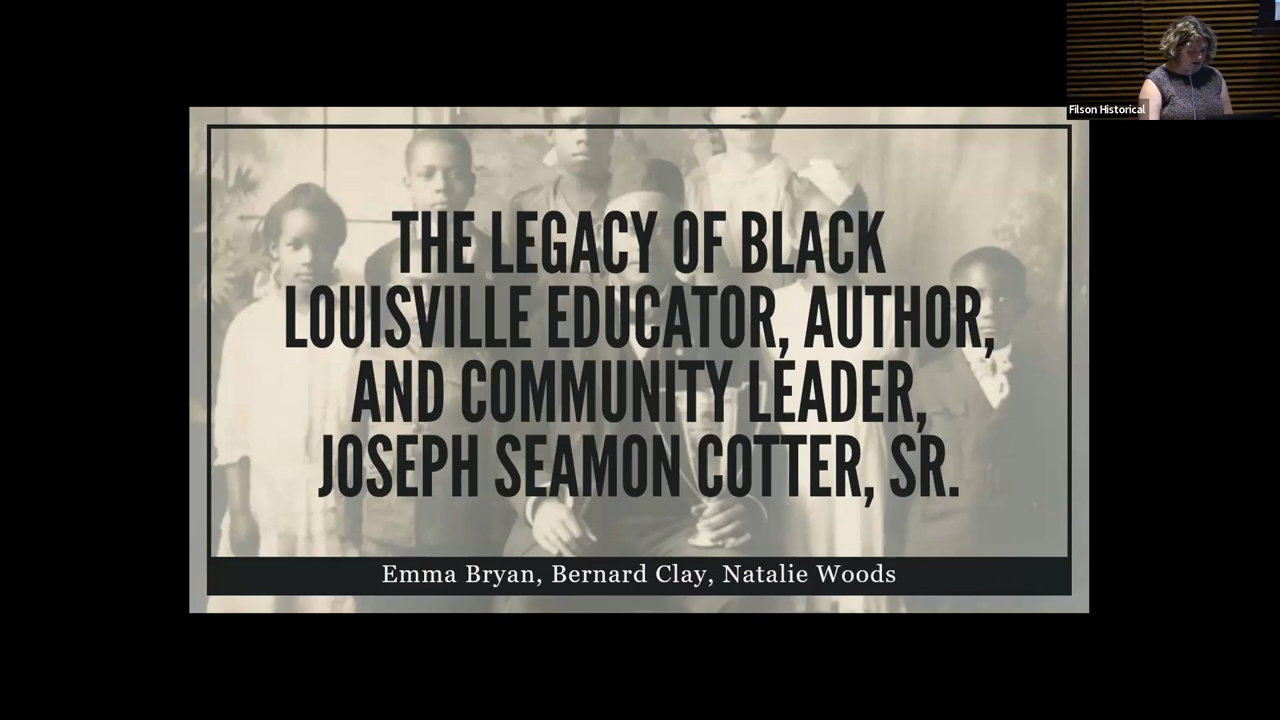 Filson Historical
THE LEGACY OF BLACK
LOUISVILLE EDUCATOR, AUTHOR,
AND COMMUNITY LEADER,
JOSEPH SEAMON COTTER, SR.
Emma Bryan, Bernard Clay, Natalie Woods